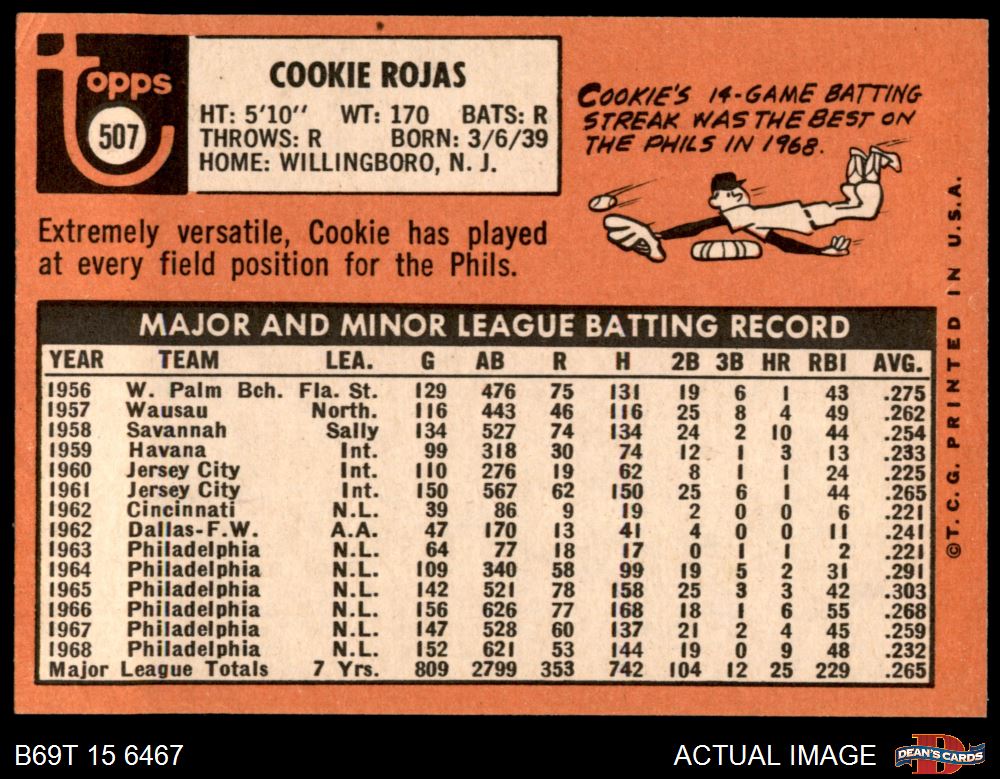 topps
507
COOKIE ROJAS
HT: 5'10'' WT: 170 BATS: R
THROWS: R BORN: 3/6/39
HOME: WILLINGBORO, N. J.
COOKIE'S 14-GAME BATTING
STREAK WAS THE BEST ON
THE PHILS IN 1968.
Extremely versatile, Cookie has played
at every field position for the Phils.
MAJOR AND MINOR LEAGUE BATTING RECORD
YEAR TEAM LEA. G AB R H 2B 3B HR RBI AVG.
1956 W. Palm Bch. Fla. St. 129 476 75 131 19 6 1 43 .275
1957 Wausau North. 116 443 46 116 25 8 4 49 .262
1958 Savannah Sally 134 527 74 134 24 2 10 44 .254
1959 Havana Int. 99 318 30 74 12 1 3 13 .233
1960 Jersey City Int. 110 276 19 62 8 1 1 24 .225
1961 Jersey City Int. 150 567 62 150 25 6 1 44 .265
1962 Cincinnati N.L. 39 86 9 19 2 0 0 6 .221
1962 Dallas-F.W. A.A. 47 170 13 41 4 0 0 11 .241
1963 Philadelphia N.L. 64 77 18 17 0 1 1 2 .221
1964 Philadelphia N.L. 109 340 58 99 19 5 2 31 .291
1965 Philadelphia N.L. 142 521 78 158 25 3 3 42 .303
1966 Philadelphia N.L. 156 626 77 168 18 1 6 55 .268
1967 Philadelphia N.L. 147 528 60 137 21 2 4 45 .259
1968 Philadelphia N.L. 152 621 53 144 19 0 9 48 .232
Major League Totals 7 Yrs. 809 2799 353 742 104 12 25 229 .265
©T. C. G. PRINTED IN U.S.A.
B69T 15 6467
ACTUAL IMAGE
DEAN'S CARDS